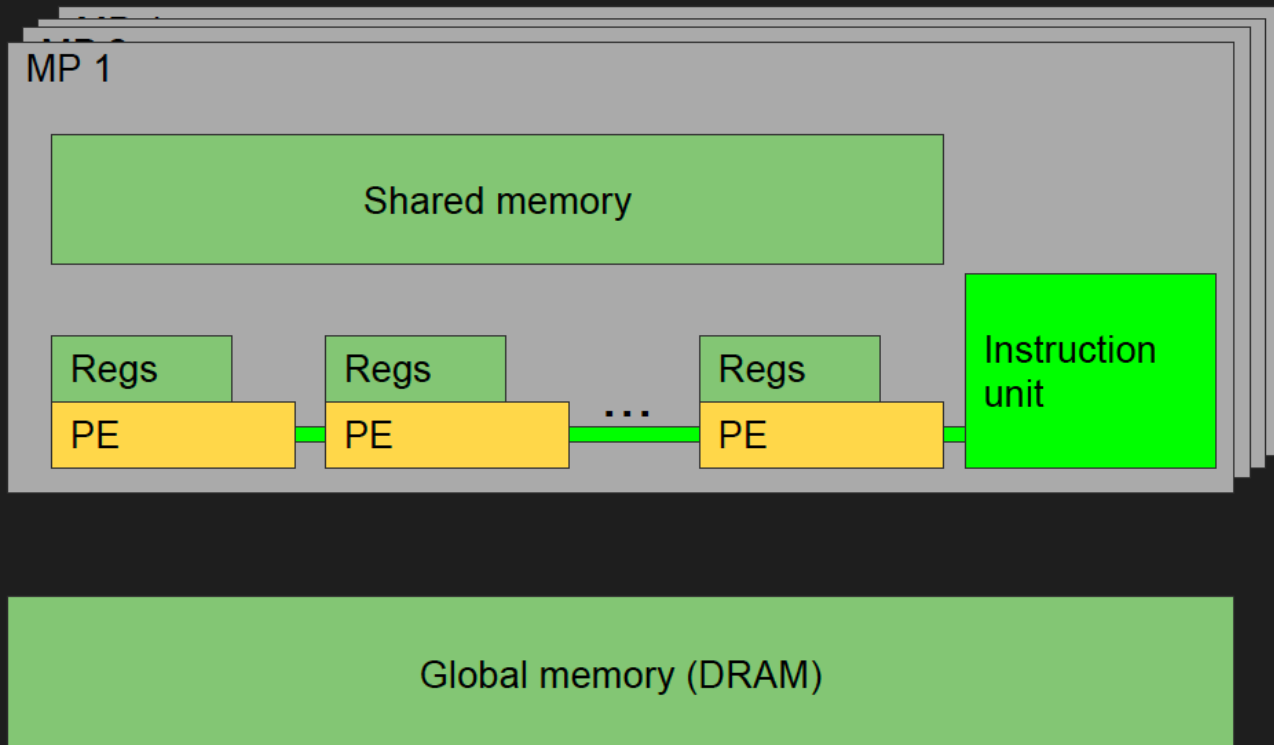 MP 1
Shared memory
Regs
Regs
Regs
Instruction
unit
PE
PE
...
PE
Global memory (DRAM)